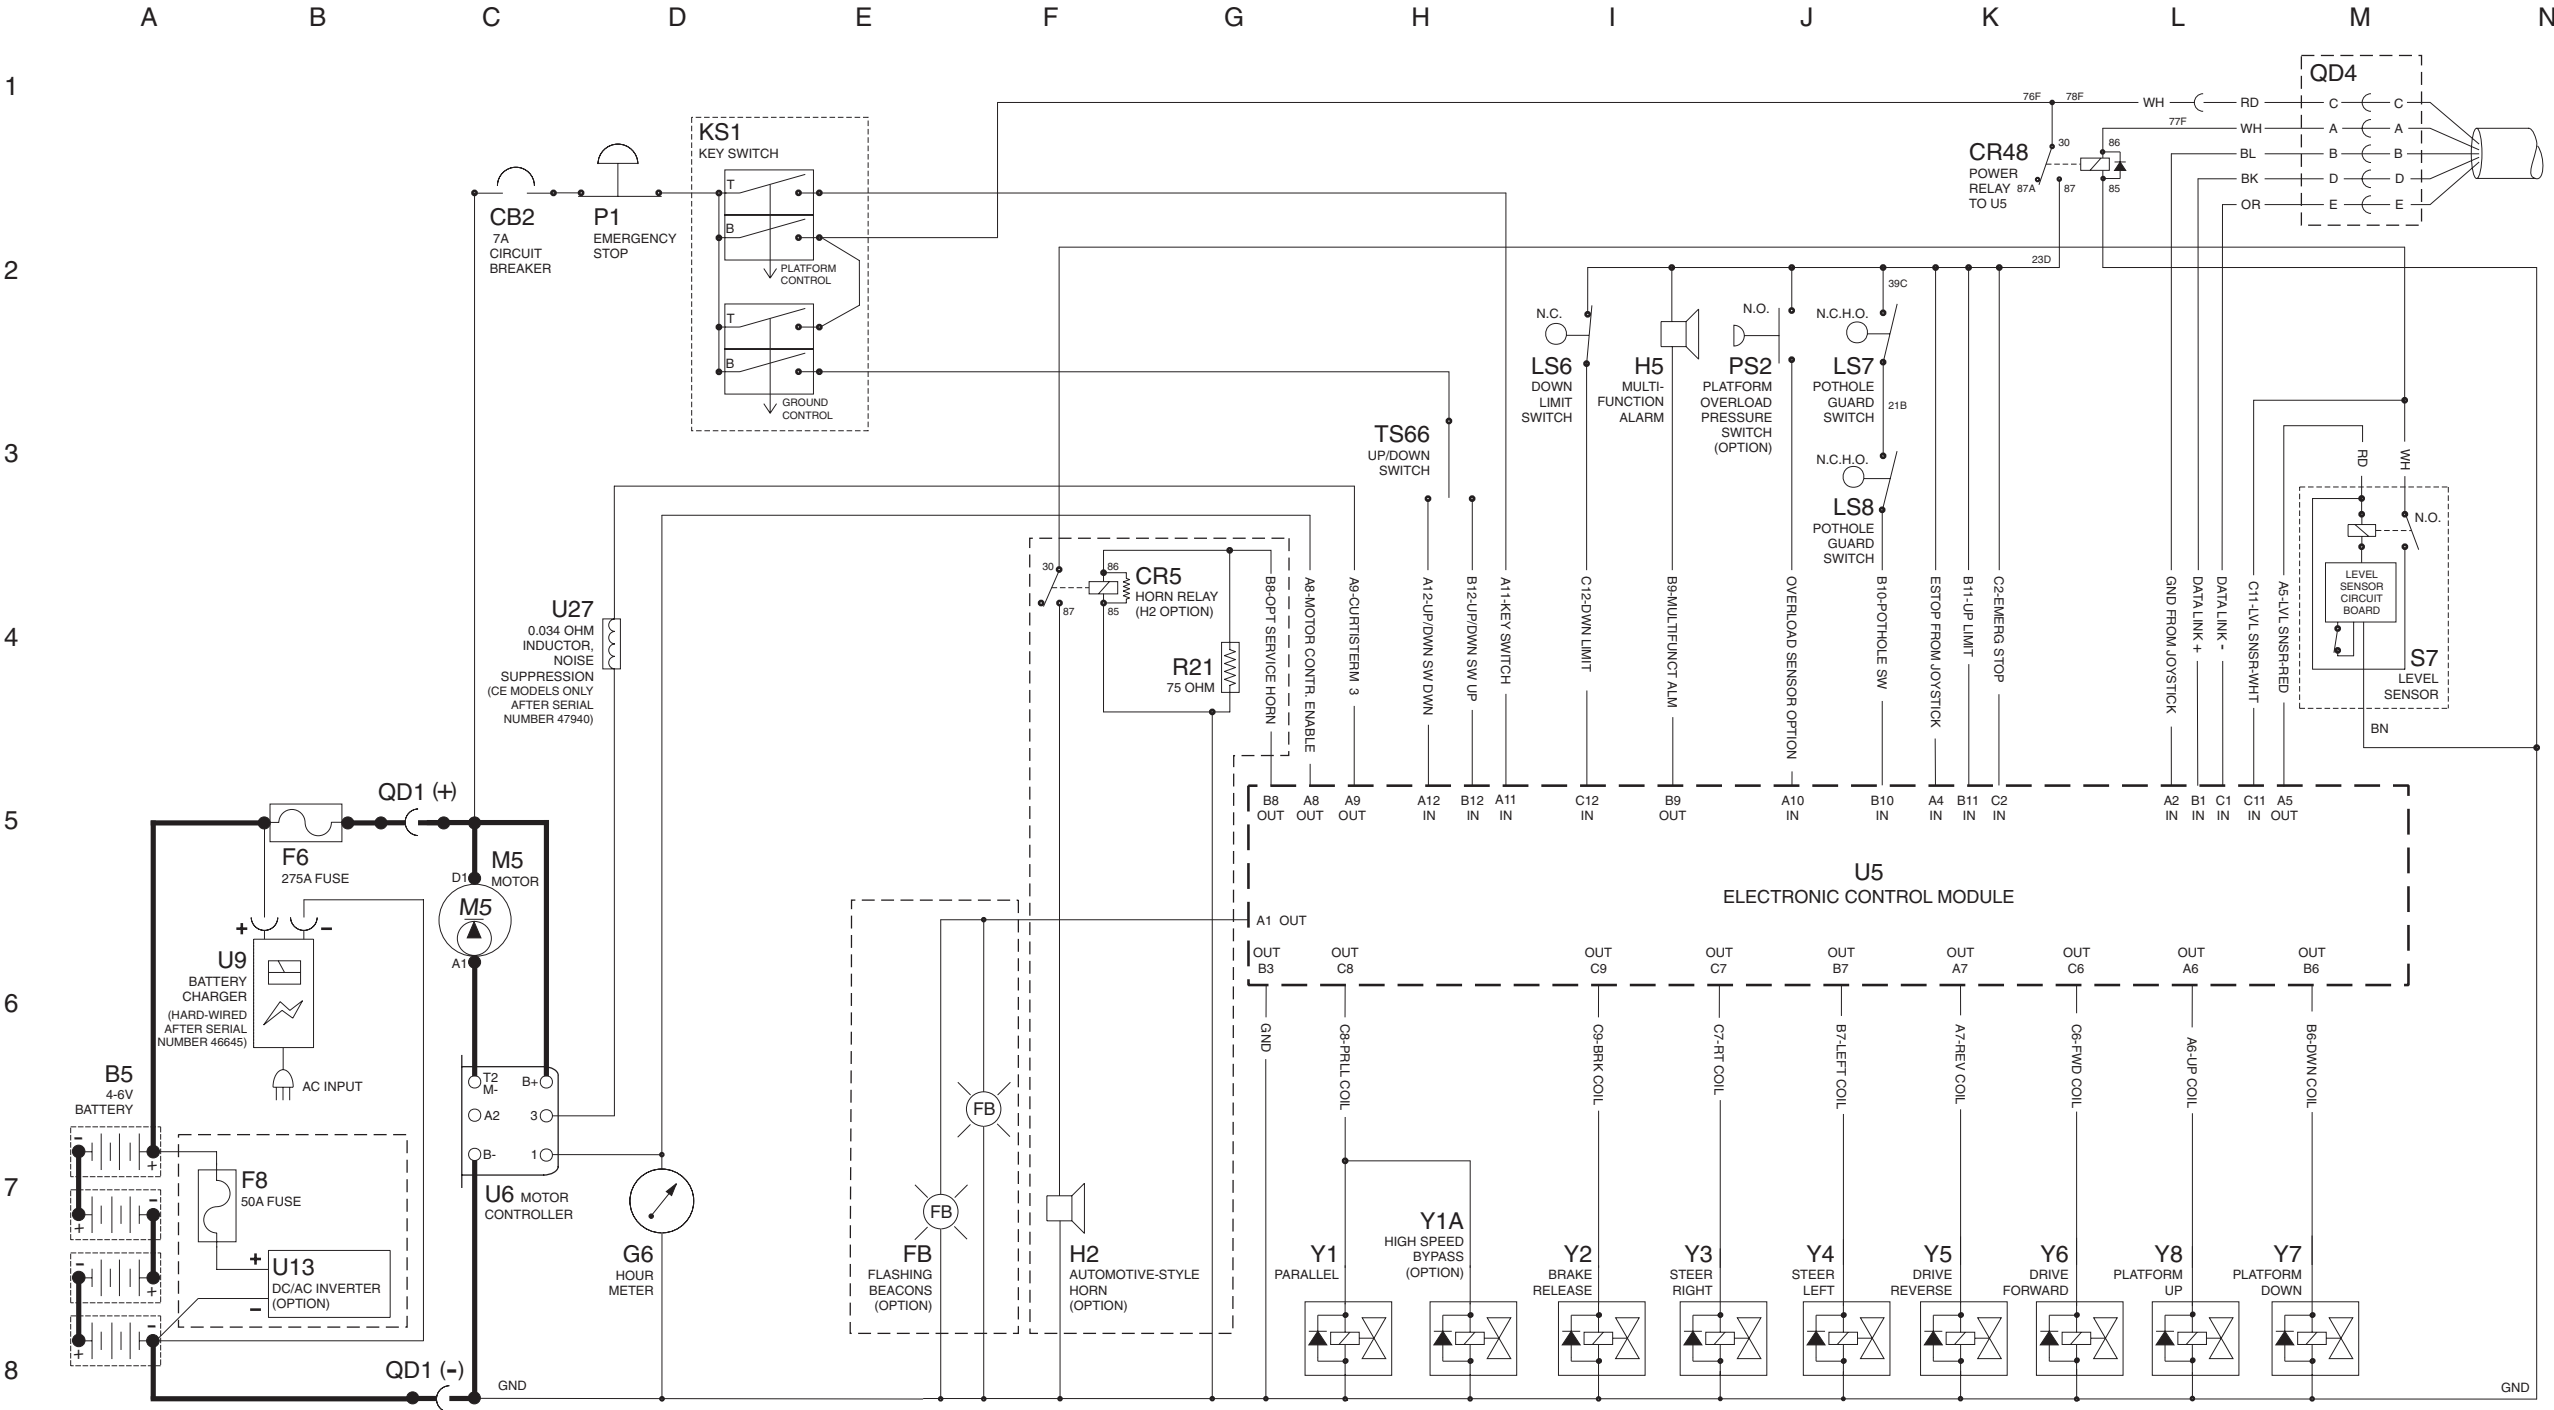 A B C D E F G H I J K L M N
1
2
3
4
5
6
7
8
KS1
KEY SWITCH
T
B
PLATFORM
CONTROL
T
B
GROUND
CONTROL
CB2
7A
CIRCUIT
BREAKER
P1
EMERGENCY
STOP
76F 78F
WH RD C C
77F WH A A
BL B B
BK D D
OR E E
QD4
CR48
POWER
RELAY
TO U5
30
87A 87
86
85
23D
N.C.
LS6
DOWN
LIMIT
SWITCH
H5
MULTI-
FUNCTION
ALARM
N.O.
PS2
PLATFORM
OVERLOAD
PRESSURE
SWITCH
(OPTION)
39C
N.C.H.O.
LS7
POTHOLE
GUARD
SWITCH
21B
N.C.H.O.
LS8
POTHOLE
GUARD
SWITCH
TS66
UP/DOWN
SWITCH
RD
WH
N.O.
LEVEL
SENSOR
CIRCUIT
BOARD
S7
LEVEL
SENSOR
BN
U27
0.034 OHM
INDUCTOR,
NOISE
SUPPRESSION
(CE MODELS ONLY
AFTER SERIAL
NUMBER 47940)
30
87
86
85
CR5
HORN RELAY
(H2 OPTION)
R21
75 OHM
B8-OPT SERVICE HORN
A8-MOTOR CONTR. ENABLE
A9-CURTISTERM 3
A12-UP/DWN SW DWN
B12-UP/DWN SW UP
A11-KEY SWITCH
C12-DWN LIMIT
B9-MULTIFUNCT ALM
OVERLOAD SENSOR OPTION
B10-POTHOLE SW
ESTOP FROM JOYSTICK
B11-UP LIMIT
C2-EMERG STOP
GND FROM JOYSTICK
DATA LINK +
DATA LINK -
C11-LVL SNSR-WHT
A5-LVL SNSR-RED
B8
OUT
A8
OUT
A9
OUT
A12
IN
B12
IN
A11
IN
C12
IN
B9
OUT
A10
IN
B10
IN
A4
IN
B11
IN
C2
IN
A2
IN
B1
IN
C1
IN
C11
IN
A5
OUT
U5
ELECTRONIC CONTROL MODULE
A1 OUT
OUT
B3
OUT
C8
OUT
C9
OUT
C7
OUT
B7
OUT
A7
OUT
C6
OUT
A6
OUT
B6
GND
C8-PRLL COIL
C9-BRK COIL
C7-RT COIL
B7-LEFT COIL
A7-REV COIL
C6-FWD COIL
A6-UP COIL
B6-DWN COIL
QD1 (+)
F6
275A FUSE
D1
M5
MOTOR
M5
A1
+ -
U9
BATTERY
CHARGER
(HARD-WIRED
AFTER SERIAL
NUMBER 46645)
AC INPUT
B5
4-6V
BATTERY
- +
+ -
- +
+ -
F8
50A FUSE
+
U13
DC/AC INVERTER
(OPTION)
-
T2
M-
B+
A2
3
B-
1
U6 MOTOR
CONTROLLER
G6
HOUR
METER
FB
FB
FB
FLASHING
BEACONS
(OPTION)
H2
AUTOMOTIVE-STYLE
HORN
(OPTION)
Y1
PARALLEL
Y1A
HIGH SPEED
BYPASS
(OPTION)
Y2
BRAKE
RELEASE
Y3
STEER
RIGHT
Y4
STEER
LEFT
Y5
DRIVE
REVERSE
Y6
DRIVE
FORWARD
Y8
PLATFORM
UP
Y7
PLATFORM
DOWN
QD1 (-)
GND
GND